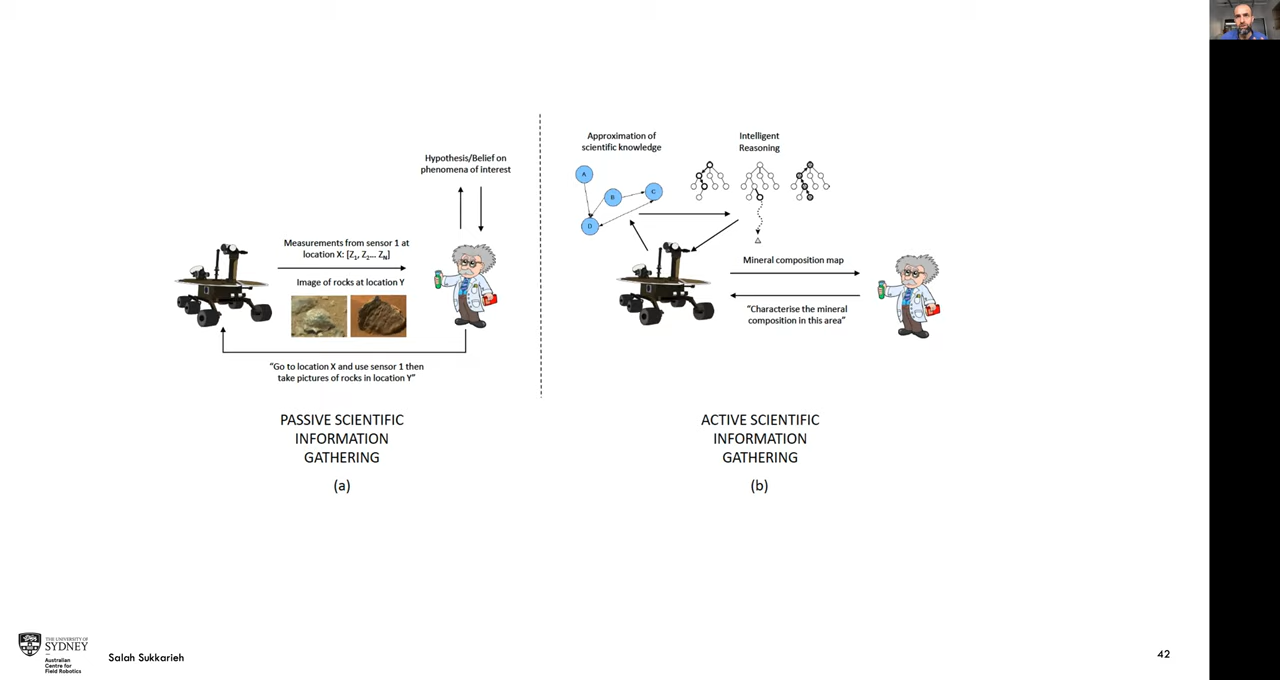 Hypothesis/Belief on
phenomena of interest
Measurements from sensor 1 at
location X: [Z1, Z2... ZN]
Image of rocks at location Y
"Go to location X and use sensor 1 then
take pictures of rocks in location Y"
PASSIVE SCIENTIFIC
INFORMATION
GATHERING
(a)
Approximation of
scientific knowledge
A
B
C
D
Intelligent
Reasoning
Mineral composition map
"Characterise the mineral
composition in this area"
ACTIVE SCIENTIFIC
INFORMATION
GATHERING
(b)
THE UNIVERSITY OF
SYDNEY
Australian
Centre for
Field Robotics
Salah Sukkarieh
42